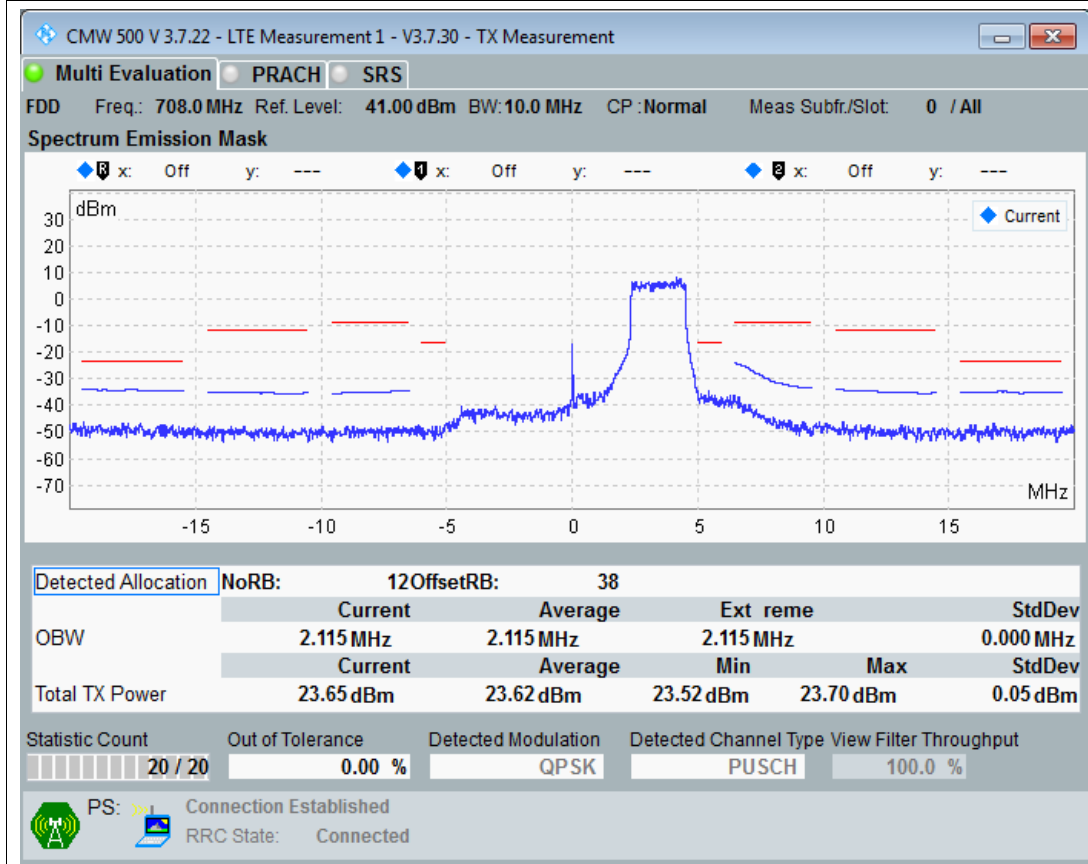 CMW 500 V 3.7.22 - LTE Measurement 1 - V3.7.30 - TX Measurement
Multi Evaluation PRACH SRS
FDD Freq.: 708.0 MHz Ref. Level: 41.00 dBm BW: 10.0 MHz CP : Normal Meas Subfr./Slot: 0 / All
Spectrum Emission Mask
R x: Off y: --- 1 x: Off y: --- 2 x: Off y: ---
dBm
Current
30
20
10
0
-10
-20
-30
-40
-50
-60
-70
MHz
-15 -10 -5 0 5 10 15
Detected Allocation NoRB: 12 OffsetRB: 38
Current Average Ext reme StdDev
OBW 2.115 MHz 2.115 MHz 2.115 MHz 0.000 MHz
Current Average Min Max StdDev
Total TX Power 23.65 dBm 23.62 dBm 23.52 dBm 23.70 dBm 0.05 dBm
Statistic Count Out of Tolerance Detected Modulation Detected Channel Type View Filter Throughput
20 / 20 0.00 % QPSK PUSCH 100.0 %
PS: Connection Established
RRC State: Connected